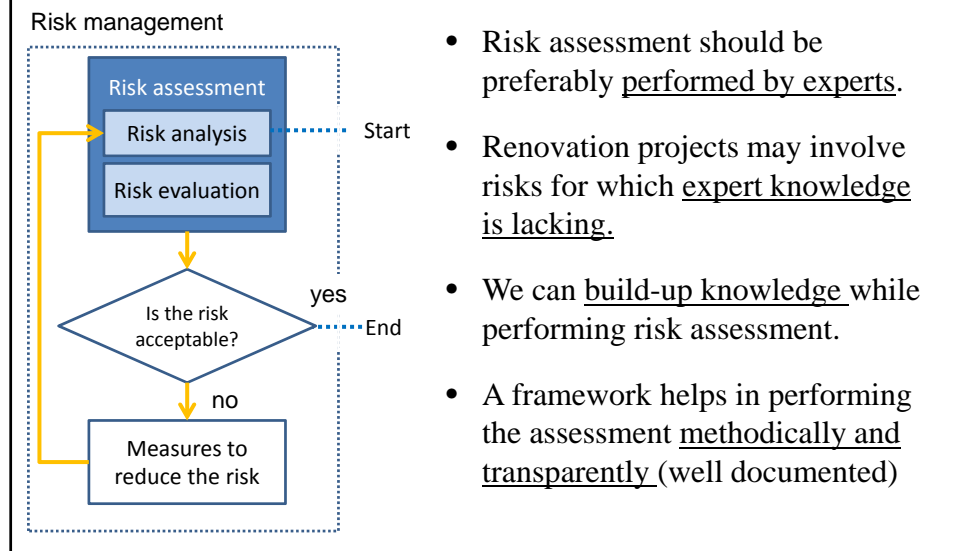 Risk management
Risk assessment
Risk analysis
Start
Risk evaluation
Is the risk
acceptable?
yes
End
no
Measures to
reduce the risk
• Risk assessment should be
preferably performed by experts.
• Renovation projects may involve
risks for which expert knowledge
is lacking.
• We can build-up knowledge while
performing risk assessment.
• A framework helps in performing
the assessment methodically and
transparently (well documented)